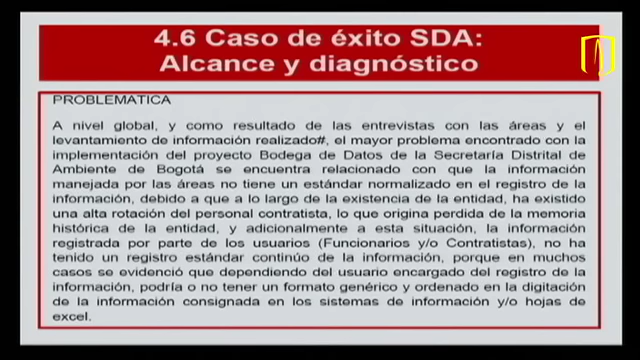 4.6 Caso de éxito SDA:
Alcance y diagnóstico
PROBLEMATICA
A nivel global, y como resultado de las entrevistas con las áreas y el
levantamiento de información realizado#, el mayor problema encontrado con la
implementación del proyecto Bodega de Datos de la Secretaría Distrital de
Ambiente de Bogotá se encuentra relacionado con que la información
manejada por las áreas no tiene un estándar normalizado en el registro de la
información, debido a que a lo largo de la existencia de la entidad, ha existido
una alta rotación del personal contratista, lo que origina perdida de la memoria
histórica de la entidad, y adicionalmente a esta situación, la información
registrada por parte de los usuarios (Funcionarios y/o Contratistas), no ha
tenido un registro estándar continúo de la información, porque en muchos
casos se evidenció que dependiendo del usuario encargado del registro de la
información, podría o no tener un formato genérico y ordenado en la digitación
de la información consignada en los sistemas de información y/o hojas de
excel.